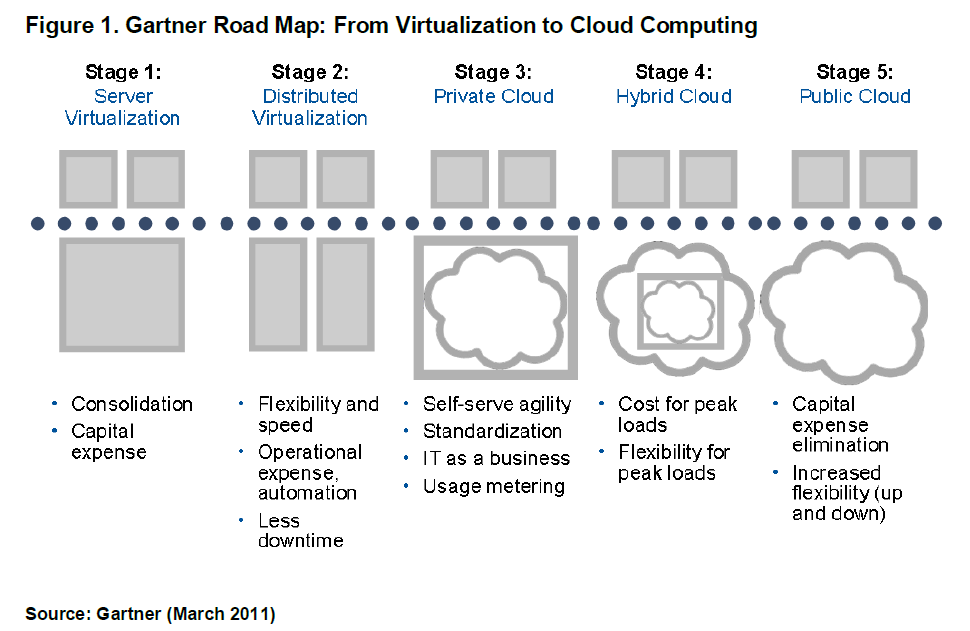 Figure 1. Gartner Road Map: From Virtualization to Cloud Computing
Stage 1:
Server
Virtualization
Stage 2:
Distributed
Virtualization
Stage 3:
Private Cloud
Stage 4:
Hybrid Cloud
Stage 5:
Public Cloud
• Consolidation
• Capital
expense
• Flexibility and
speed
• Operational
expense,
automation
• Less
downtime
• Self-serve agility
• Standardization
• IT as a business
• Usage metering
• Cost for peak
loads
• Flexibility for
peak loads
• Capital
expense
elimination
• Increased
flexibility (up
and down)
Source: Gartner (March 2011)